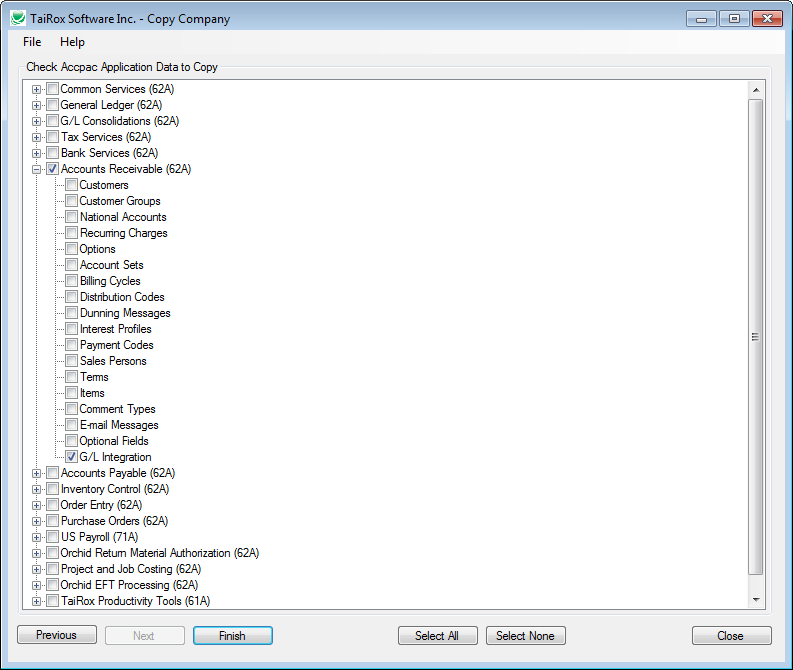 TaiRox Software Inc. - Copy Company
File Help
Check Accpac Application Data to Copy
Common Services (62A)
General Ledger (62A)
G/L Consolidations (62A)
Tax Services (62A)
Bank Services (62A)
Accounts Receivable (62A)
Customers
Customer Groups
National Accounts
Recurring Charges
Options
Account Sets
Billing Cycles
Distribution Codes
Dunning Messages
Interest Profiles
Payment Codes
Sales Persons
Terms
Items
Comment Types
E-mail Messages
Optional Fields
G/L Integration
Accounts Payable (62A)
Inventory Control (62A)
Order Entry (62A)
Purchase Orders (62A)
US Payroll (71A)
Orchid Return Material Authorization (62A)
Project and Job Costing (62A)
Orchid EFT Processing (62A)
TaiRox Productivity Tools (61A)
Previous Next Finish Select All Select None Close